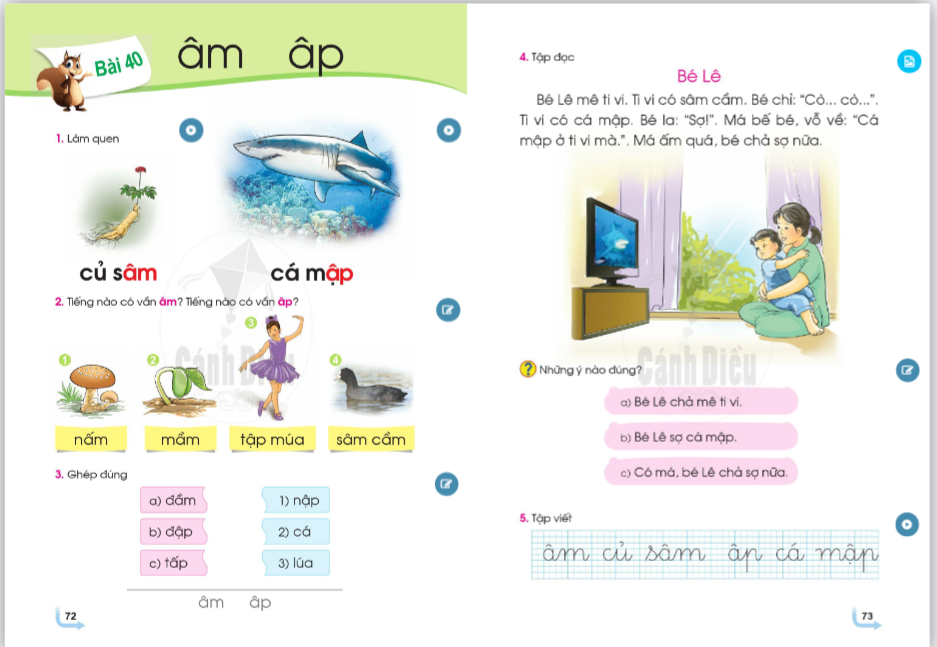 Bài 40
âm âp
1. Làm quen
củ sâm
cá mập
2. Tiếng nào có vần âm? Tiếng nào có vần âp?
1
2
3
4
nấm
mầm
tập múa
sâm cầm
3. Ghép đúng
a) đầm
1) nập
b) đập
2) cá
c) tấp
3) lúa
âm âp
72
4. Tập đọc
Bé Lê
Bé Lê mê ti vi. Ti vi có sâm cầm. Bé chỉ: “Cò... cò...”.
Ti vi có cá mập. Bé la: “Sợ!”. Má bế bé, vỗ về: “Cá
mập ở ti vi mà.”. Má ấm quá, bé chả sợ nữa.
Cánh Diều
Cánh Diều
? Những ý nào đúng?
a) Bé Lê chả mê ti vi.
b) Bé Lê sợ cá mập.
c) Có má, bé Lê chả sợ nữa.
5. Tập viết
âm củ sâm âp cá mập
73